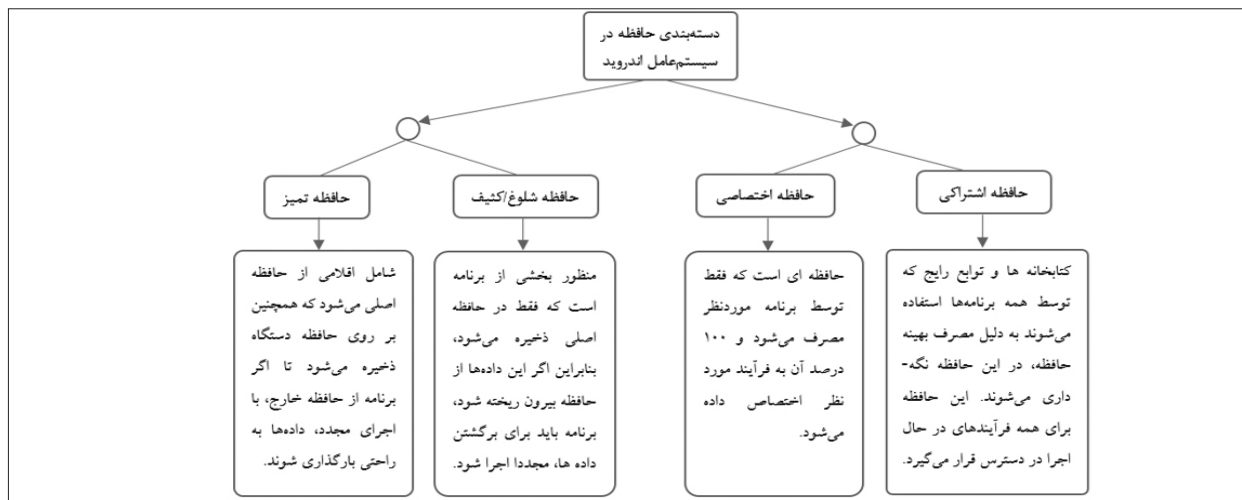 دسته‌بندی حافظه در
سیستم‌عامل اندروید
حافظه اشتراکی
کتابخانه ها و توابع رایج که
توسط همه برنامه‌ها استفاده
می‌شوند به دلیل مصرف بهینه
حافظه، در این حافظه نگه-
داری می‌شوند. این حافظه
برای همه فرآیندهای در حال
اجرا در دسترس قرار می‌گیرد.
حافظه اختصاصی
حافظه ای است که فقط
توسط برنامه موردنظر
مصرف می‌شود و ۱۰۰
درصد آن به فرآیند مورد
نظر اختصاص داده
می‌شود.
حافظه شلوغ/کثیف
منظور بخشی از برنامه
است که فقط در حافظه
اصلی ذخیره می‌شود،
بنابراین اگر این داده‌ها از
حافظه بیرون ریخته شود،
برنامه باید برای برگشتن
داده ها، مجددا اجرا شود.
حافظه تمیز
شامل اقلامی از حافظه
اصلی می‌شود که همچنین
بر روی حافظه دستگاه
ذخیره می‌شود تا اگر
برنامه از حافظه خارج، با
اجرای مجدد، داده‌ها به
راحتی بارگذاری شوند.